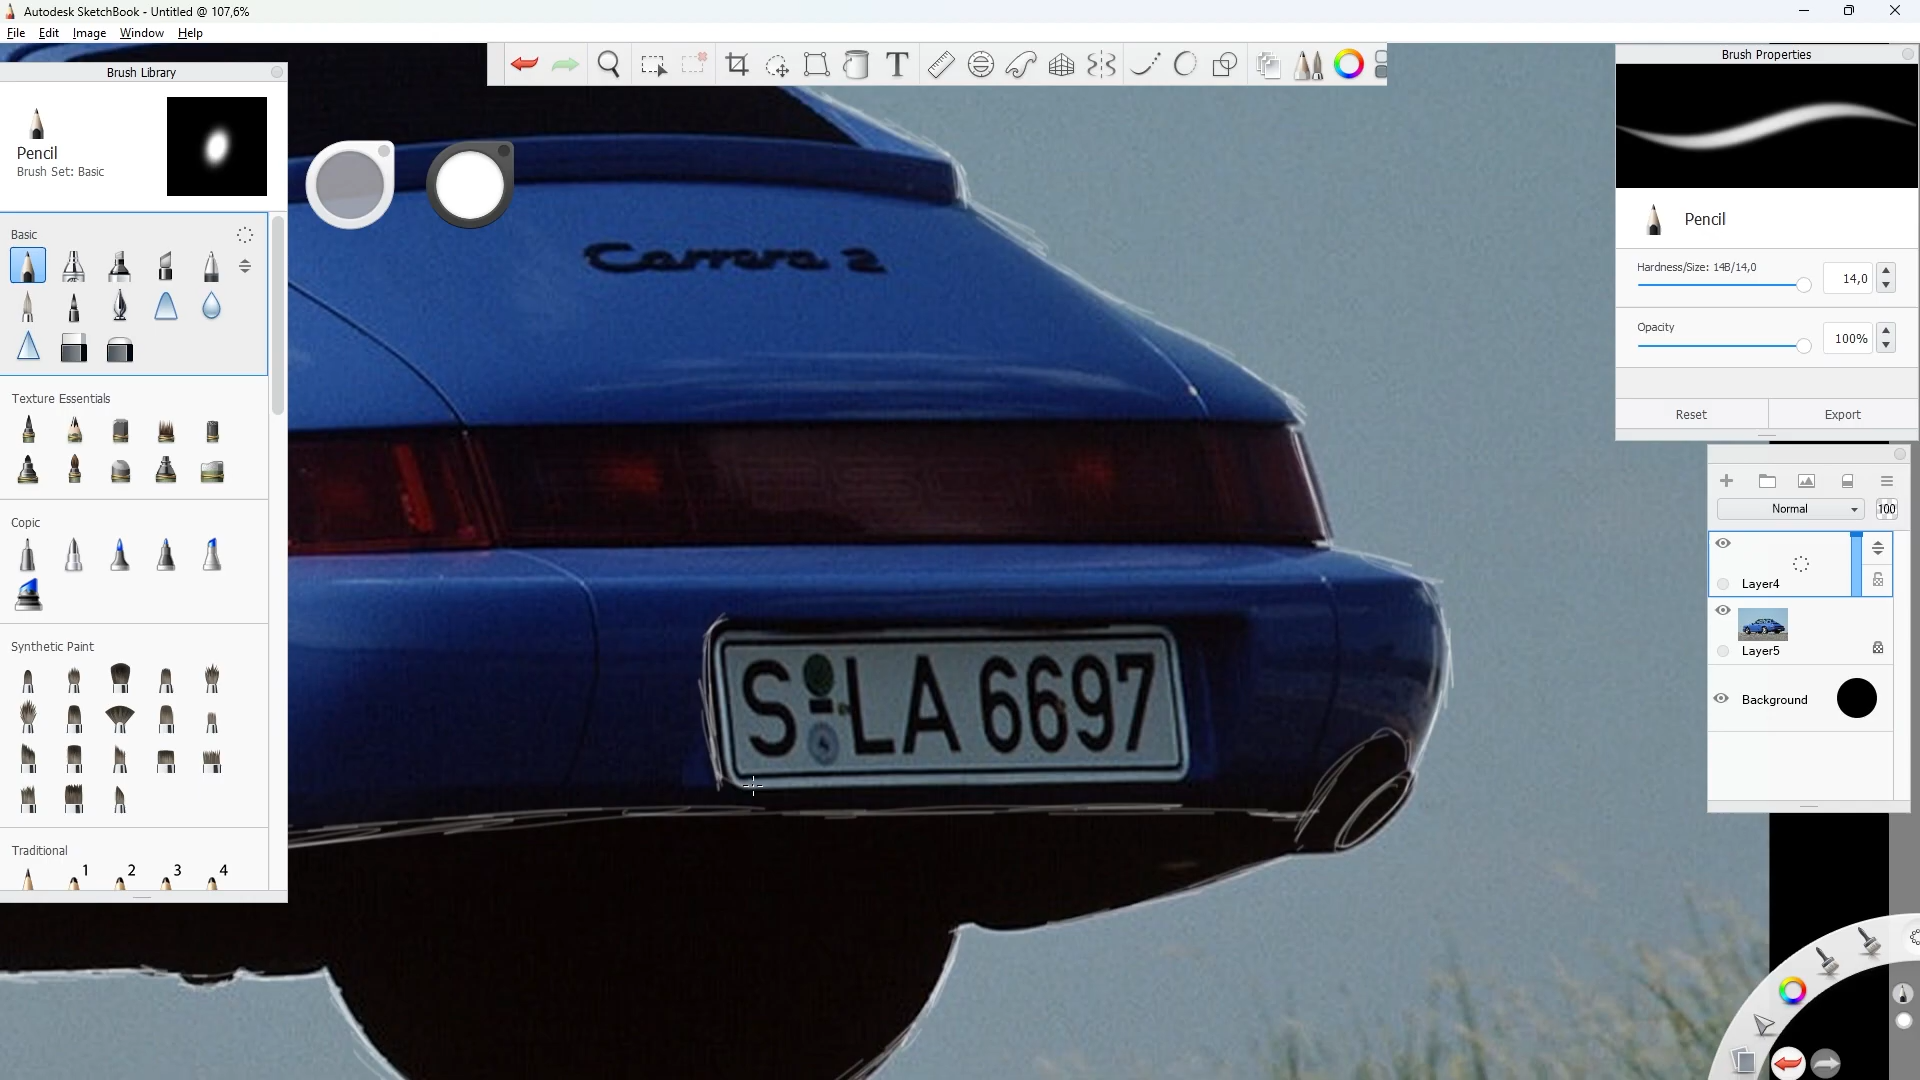 Autodesk SketchBook - Untitled @ 107,6%
File Edit Image Window Help
Brush Library
Pencil
Brush Set: Basic
Basic
Texture Essentials
Copic
Synthetic Paint
Traditional
1 2 3 4
T
Carrera 2
S LA 6697
Brush Properties
Pencil
Hardness/Size: 14B/14,0
14,0
Opacity
100%
Reset Export
Normal 100
Layer4
Layer5
Background